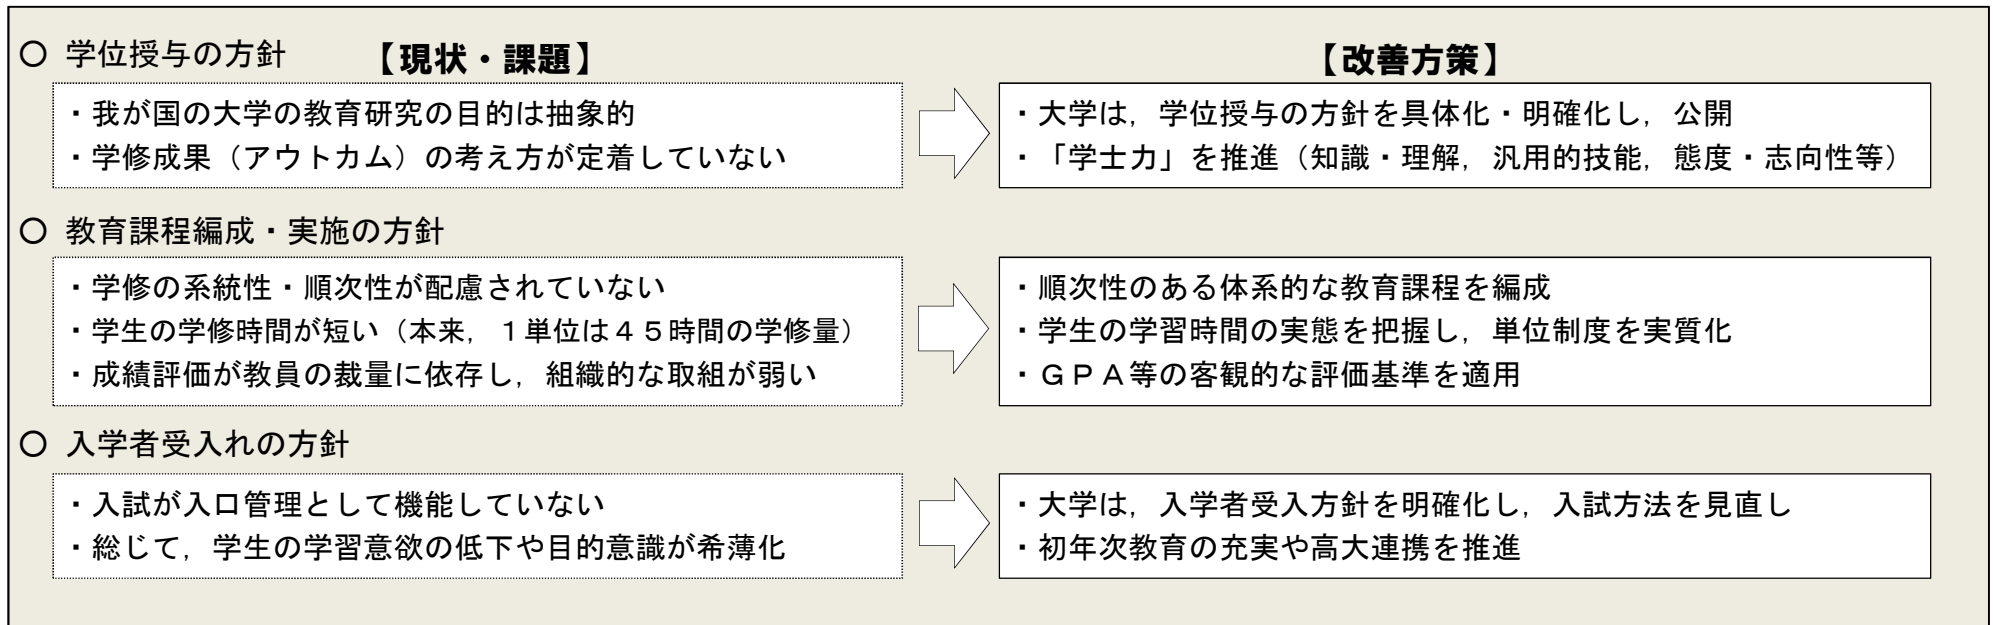 ○ 学位授与の方針 【現状・課題】 【改善方策】
・我が国の大学の教育研究の目的は抽象的
・学修成果（アウトカム）の考え方が定着していない
・大学は，学位授与の方針を具体化・明確化し，公開
・「学士力」を推進（知識・理解，汎用的技能，態度・志向性等）
○ 教育課程編成・実施の方針
・学修の系統性・順次性が配慮されていない
・学生の学修時間が短い（本来，１単位は４５時間の学修量）
・成績評価が教員の裁量に依存し，組織的な取組が弱い
・順次性のある体系的な教育課程を編成
・学生の学習時間の実態を把握し，単位制度を実質化
・ＧＰＡ等の客観的な評価基準を適用
○ 入学者受入れの方針
・入試が入口管理として機能していない
・総じて，学生の学習意欲の低下や目的意識が希薄化
・大学は，入学者受入方針を明確化し，入試方法を見直し
・初年次教育の充実や高大連携を推進